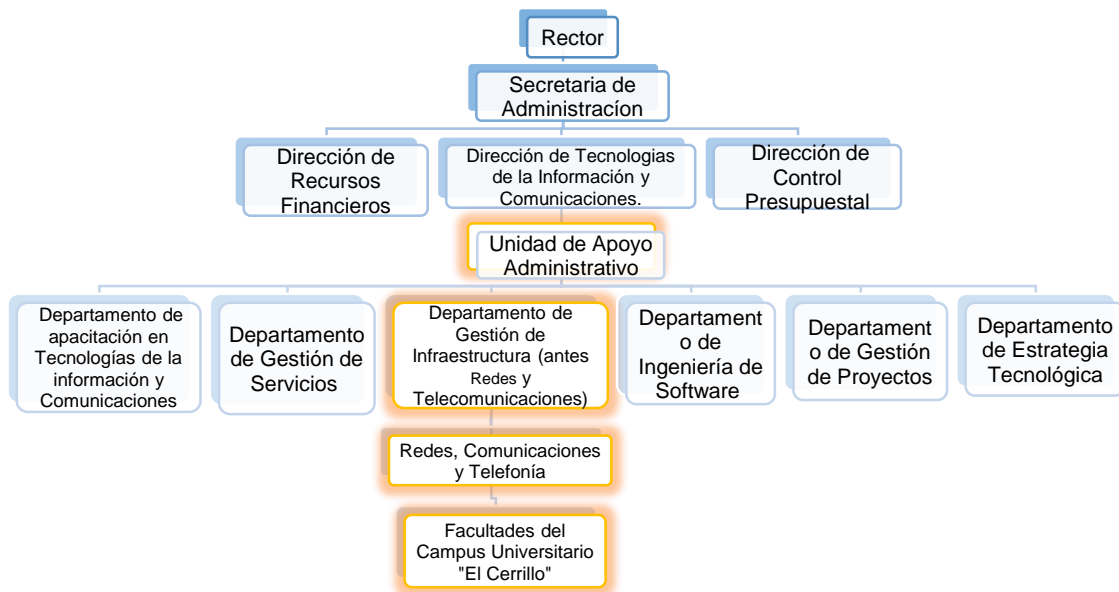 Rector
Secretaria de
Administracíon
Dirección de
Recursos
Financieros
Dirección de Tecnologias
de la Información y
Comunicaciones.
Dirección de
Control
Presupuestal
Unidad de Apoyo
Administrativo
Departamento de
apacitación en
Tecnologías de la
información y
Comunicaciones
Departamento
de Gestión de
Servicios
Departamento de
Gestión de
Infraestructura (antes
Redes y
Telecomunicaciones)
Departament
o de
Ingeniería de
Software
Departament
o de Gestión
de Proyectos
Departamento
de Estrategia
Tecnológica
Redes, Comunicaciones
y Telefonía
Facultades del
Campus Universitario
"El Cerrillo"